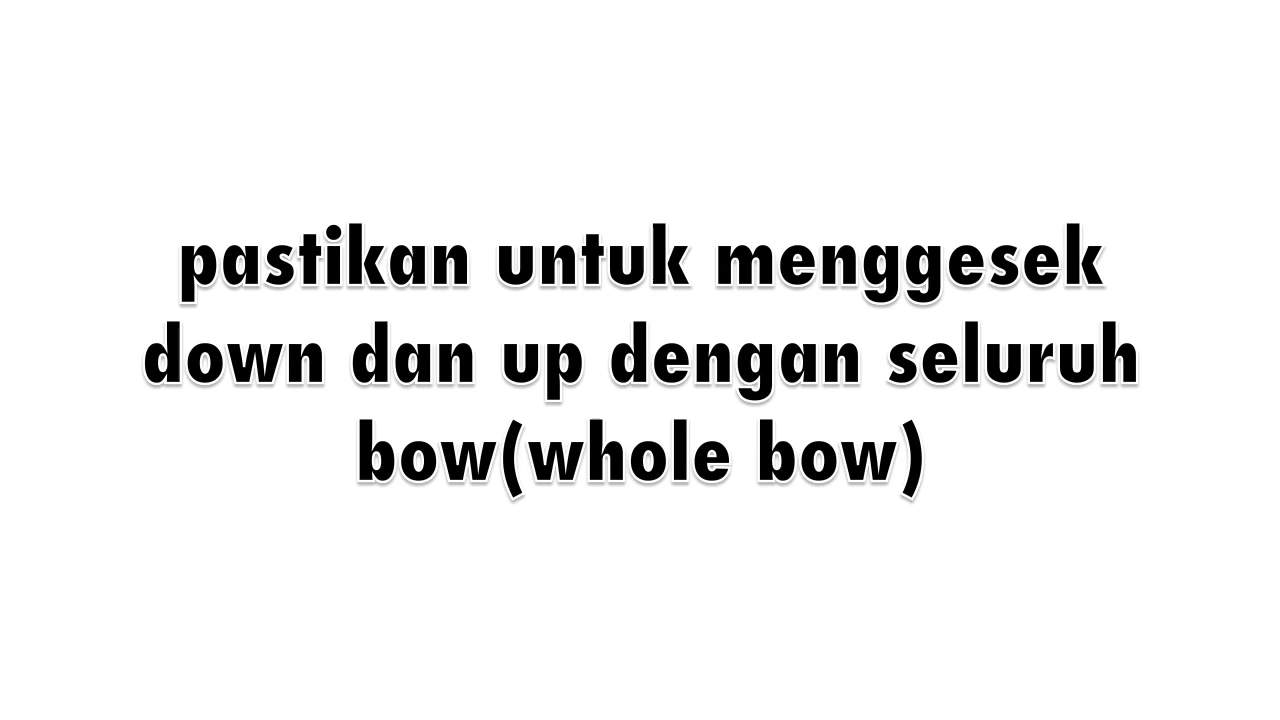 pastikan untuk menggesek
down dan up dengan seluruh
bow(whole bow)